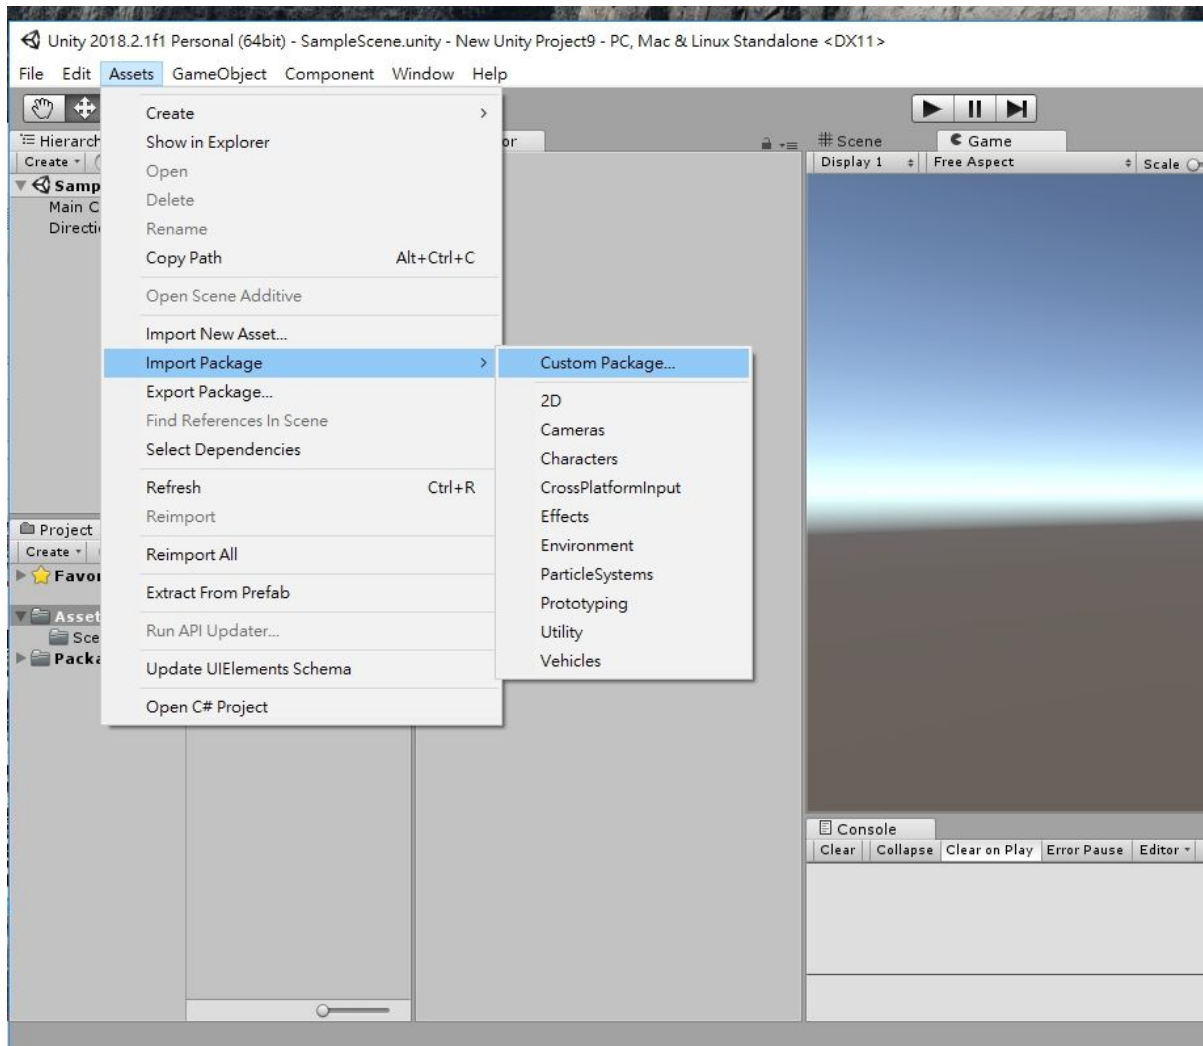 Unity 2018.2.1f1 Personal (64bit) - SampleScene.unity - New Unity Project9 - PC, Mac & Linux Standalone <DX11>
File Edit Assets GameObject Component Window Help
Create
Show in Explorer
Open
Delete
Rename
Copy Path Alt+Ctrl+C
Open Scene Additive
Import New Asset...
Import Package
Export Package...
Find References In Scene
Select Dependencies
Refresh Ctrl+R
Reimport
Reimport All
Extract From Prefab
Run API Updater...
Update UIElements Schema
Open C# Project
Custom Package...
2D
Cameras
Characters
CrossPlatformInput
Effects
Environment
ParticleSystems
Prototyping
Utility
Vehicles
Hierarch
Create
Samp
Main C
Directi
Project
Create
Favor
Asset
Sce
Packa
or
Scene Game
Display 1 Free Aspect Scale
Console
Clear Collapse Clear on Play Error Pause Editor